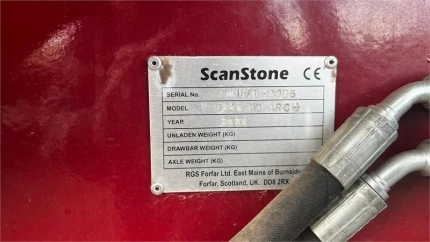 ScanStone CE
SERIAL No.
MODEL
YEAR
UNLADEN WEIGHT (KG)
DRAWBAR WEIGHT (KG)
AXLE WEIGHT (KG)
RGS Forfar Ltd. East Mains of Burnside
Forfar, Scotland, UK. DD8 2RX